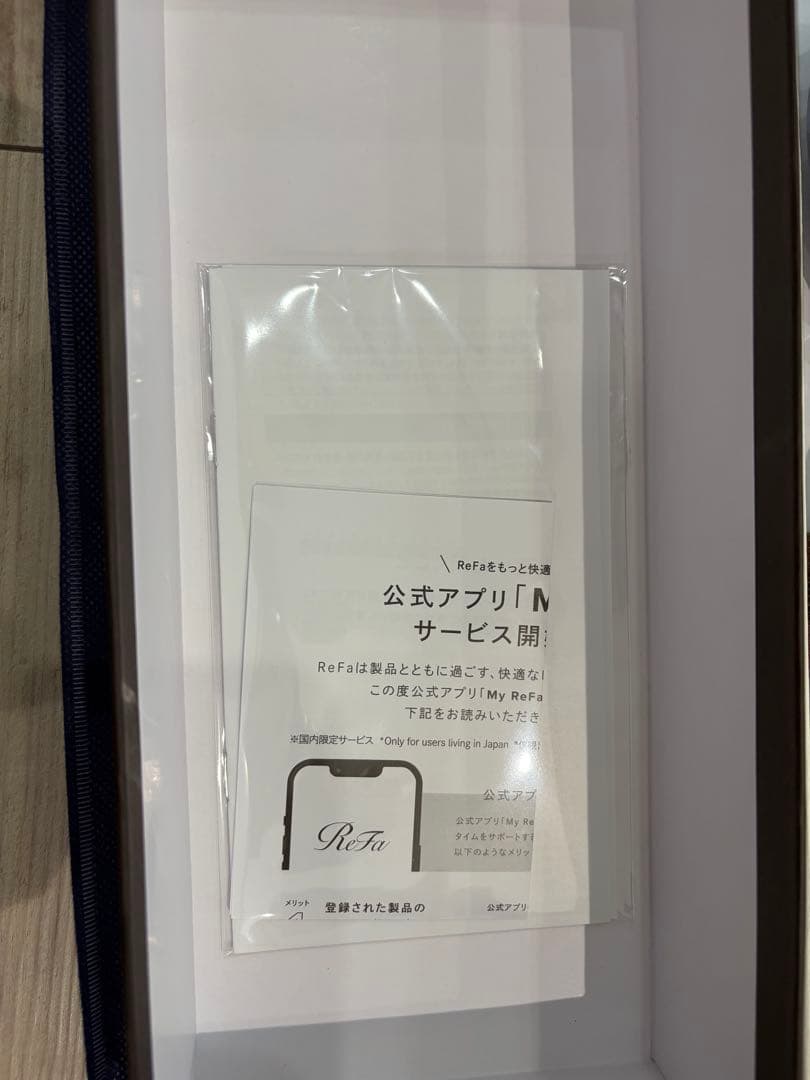 \ ReFaをもっと快適
公式アプリ「M
サービス開
ReFaは製品とともに過ごす、快適な
この度公式アプリ「My ReFa
下記をお読みいただき
※国内限定サービス *Only for users living in Japan
公式アプ
公式アプリ「My Re
タイムをサポートする
以下のようなメリッ
ReFa
メリット
登録された製品の
公式アプリ